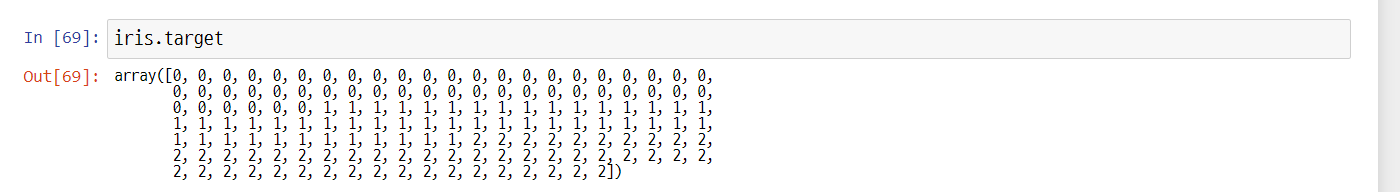 In [69]: iris.target
Out[69]: array([0, 0, 0, 0, 0, 0, 0, 0, 0, 0, 0, 0, 0, 0, 0, 0, 0, 0, 0, 0, 0, 0,
0, 0, 0, 0, 0, 0, 0, 0, 0, 0, 0, 0, 0, 0, 0, 0, 0, 0, 0, 0, 0, 0,
0, 0, 0, 0, 0, 0, 1, 1, 1, 1, 1, 1, 1, 1, 1, 1, 1, 1, 1, 1, 1, 1,
1, 1, 1, 1, 1, 1, 1, 1, 1, 1, 1, 1, 1, 1, 1, 1, 1, 1, 1, 1, 1, 1,
1, 1, 1, 1, 1, 1, 1, 1, 1, 1, 1, 1, 2, 2, 2, 2, 2, 2, 2, 2, 2, 2,
2, 2, 2, 2, 2, 2, 2, 2, 2, 2, 2, 2, 2, 2, 2, 2, 2, 2, 2, 2, 2, 2,
2, 2, 2, 2, 2, 2, 2, 2, 2, 2, 2, 2, 2, 2, 2, 2, 2, 2])